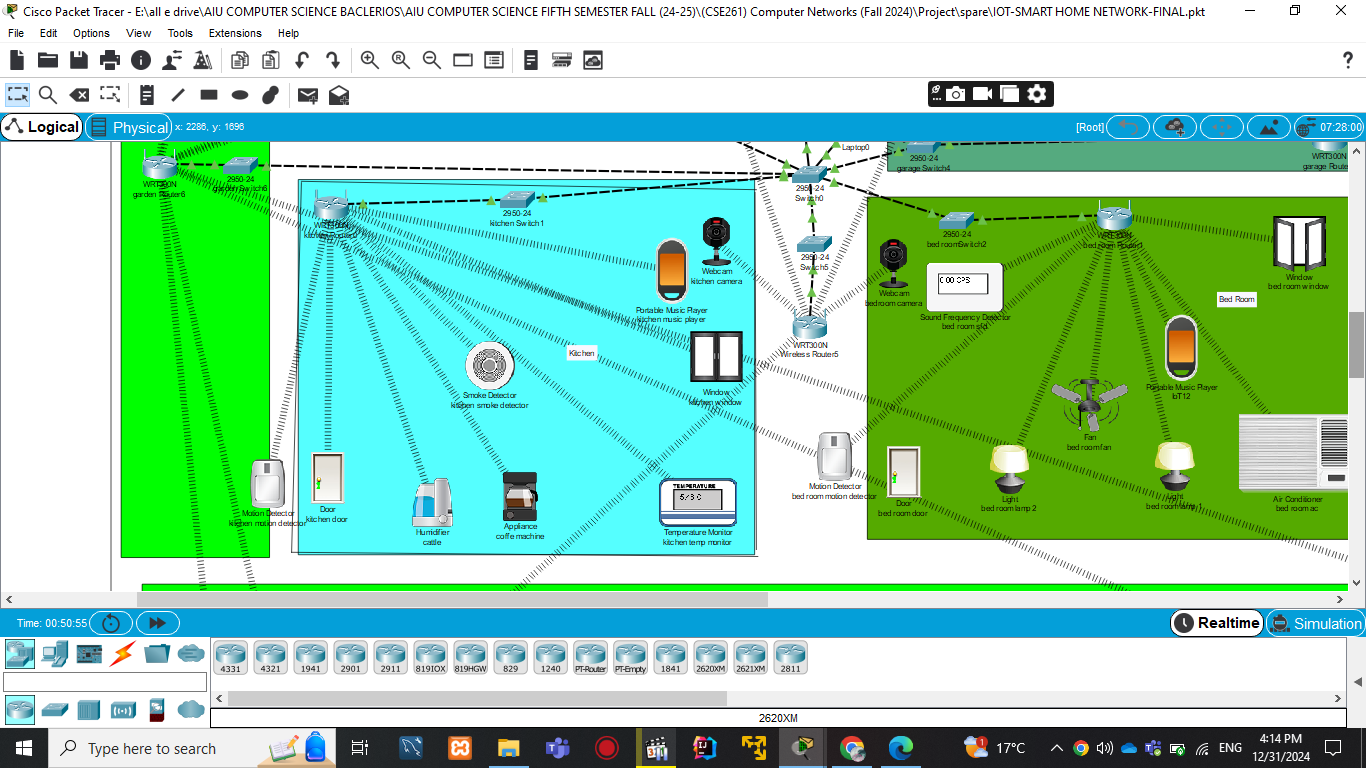 Cisco Packet Tracer - E:\all e drive\AIU COMPUTER SCIENCE BACLERIOS\AIU COMPUTER SCIENCE FIFTH SEMESTER FALL (24-25)\(CSE261) Computer Networks (Fall 2024)\Project\spare\IOT-SMART HOME NETWORK-FINAL.pkt
File Edit Options View Tools Extensions Help
Logical Physical x: 2286, y: 1696 [Root] 07:28:00
Laptop0
2950-24
garage Switch4
WRT300N
garage Route
WRT300N
garden Router6
2950-24
garden Switch6
2950-24
Switch0
WRT300N
2950-24
kitchen Switch1
2950-24
Switch5
2950-24
bed roomSwitch2
WRT300N
bed room Router1
Webcam
kitchen camera
Webcam
bedroom camera
Window
bed room window
Bed Room
Portable Music Player
kitchen music player
Sound Frequency Detector
bed room sfd
WRT300N
Wireless Router5
Kitchen
Smoke Detector
kitchen smoke detector
Window
kitchen window
Portable Music Player
IoT12
Fan
bed room fan
Motion Detector
kitchen motion detector
Door
kitchen door
Humidifier
cattle
Appliance
coffe machine
TEMPERATURE
Temperature Monitor
kitchen temp monitor
Motion Detector
bed room motion detector
Door
bed room door
Light
bed room lamp 2
Light
bed room lamp 1
Air Conditioner
bed room ac
Time: 00:50:55 Realtime Simulation
4331 4321 1941 2901 2911 819IOX 819HGW 829 1240 PT-Router PT-Empty 1841 2620XM 2621XM 2811
2620XM
Type here to search
17°C
ENG
4:14 PM
12/31/2024